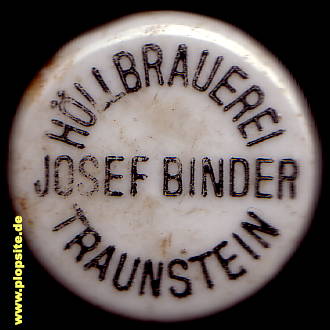 HÖLLBRAUEREI
JOSEF BINDER
TRAUNSTEIN
www.plopsite.de